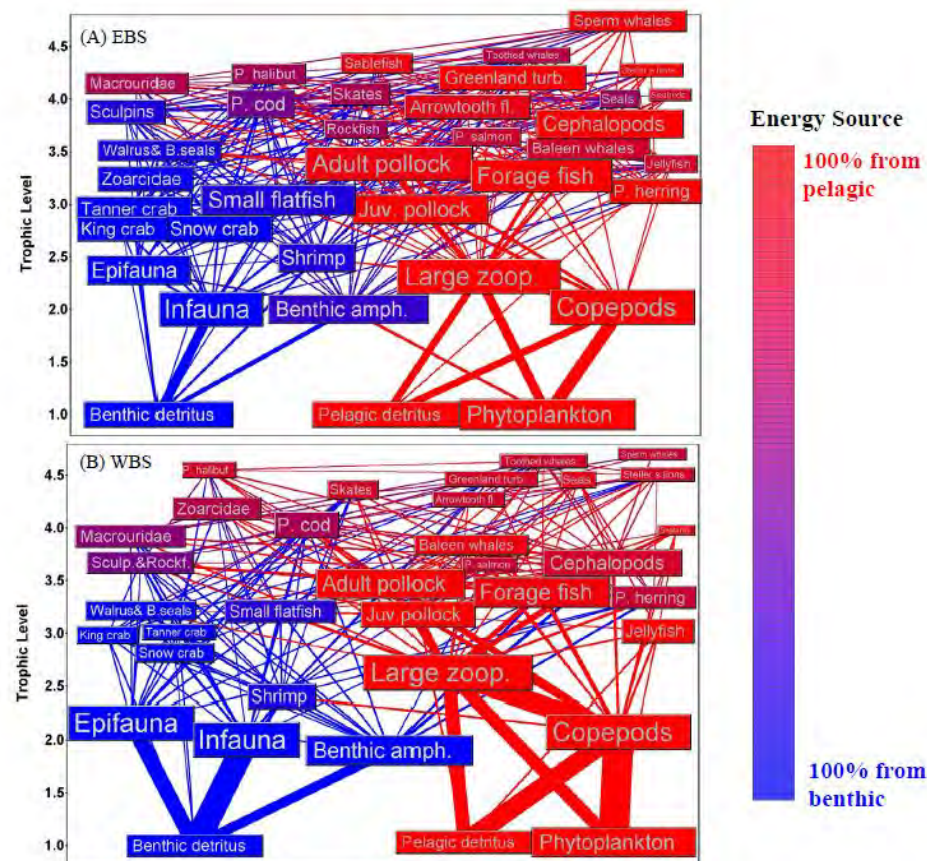 (A) EBS
Sperm whales
4.5
P. halibut
Sablefish
Toothed whales
Macrouridae
Greenland turb.
4.0
Sculpins
P. cod
Skates
Arrowtooth fl.
Seals
Rockfish
P. salmon
Cephalopods
3.5
Walrus& B.seals
Adult pollock
Baleen whales
Jellyfish
Zoarcidae
Forage fish
P. herring
3.0
Tanner crab
Small flatfish
Juv. pollock
King crab
Snow crab
2.5
Epifauna
Shrimp
Large zoop.
2.0
Infauna
Benthic amph.
Copepods
1.5
1.0
Benthic detritus
Pelagic detritus
Phytoplankton
Trophic Level
(B) WBS
4.5
P. halibut
Toothed whales
Sperm whales
Zoarcidae
Skates
Greenland turb.
Seals
Steller s.lions
Arrowtooth fl.
4.0
Macrouridae
P. cod
Baleen whales
Sculp.&Rockf.
P. salmon
Cephalopods
3.5
Adult pollock
Forage fish
P. herring
Walrus& B.seals
Small flatfish
Juv. pollock
3.0
King crab
Tanner crab
Jellyfish
Snow crab
2.5
Shrimp
Large zoop.
2.0
Epifauna
Infauna
Benthic amph.
Copepods
1.5
1.0
Benthic detritus
Pelagic detritus
Phytoplankton
Trophic Level
Energy Source
100% from
pelagic
100% from
benthic